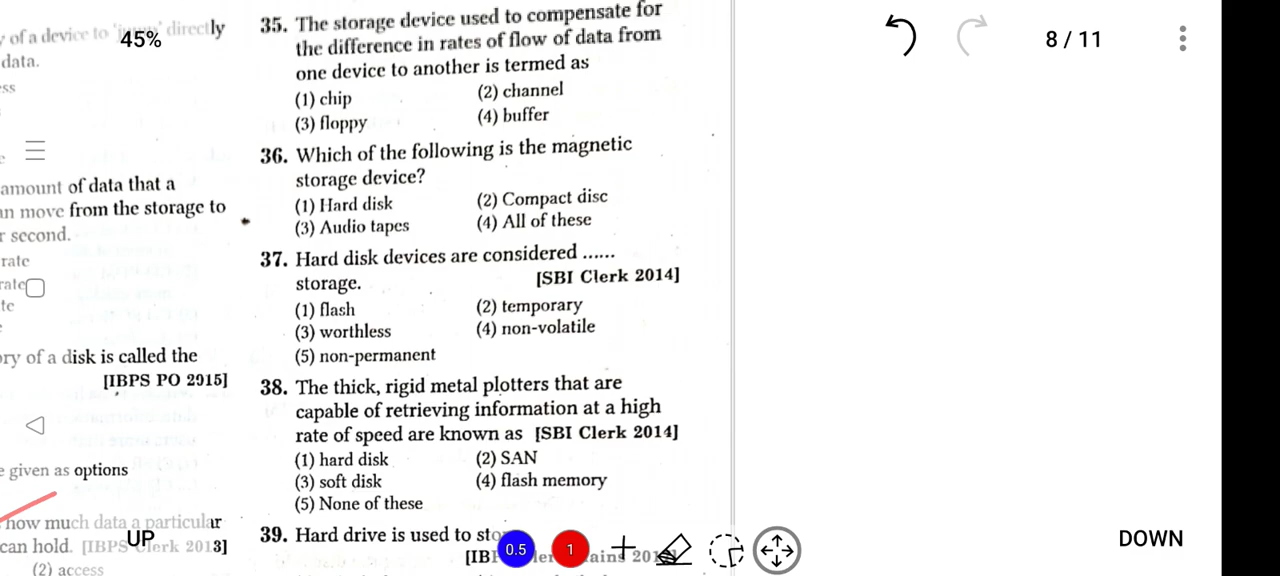 of a device to directly
data.
amount of data that a
move from the storage to
second.
rate
of a disk is called the
[IBPS PO 2015]
given as options
how much data a particular
can hold. [IBPS Clerk 2013]
(2) access
45%
UP
35. The storage device used to compensate for
the difference in rates of flow of data from
one device to another is termed as
(1) chip (2) channel
(3) floppy (4) buffer
36. Which of the following is the magnetic
storage device?
(1) Hard disk (2) Compact disc
(3) Audio tapes (4) All of these
37. Hard disk devices are considered ......
storage. [SBI Clerk 2014]
(1) flash (2) temporary
(3) worthless (4) non-volatile
(5) non-permanent
38. The thick, rigid metal plotters that are
capable of retrieving information at a high
rate of speed are known as [SBI Clerk 2014]
(1) hard disk (2) SAN
(3) soft disk (4) flash memory
(5) None of these
39. Hard drive is used to
0.5
1
8 / 11
DOWN